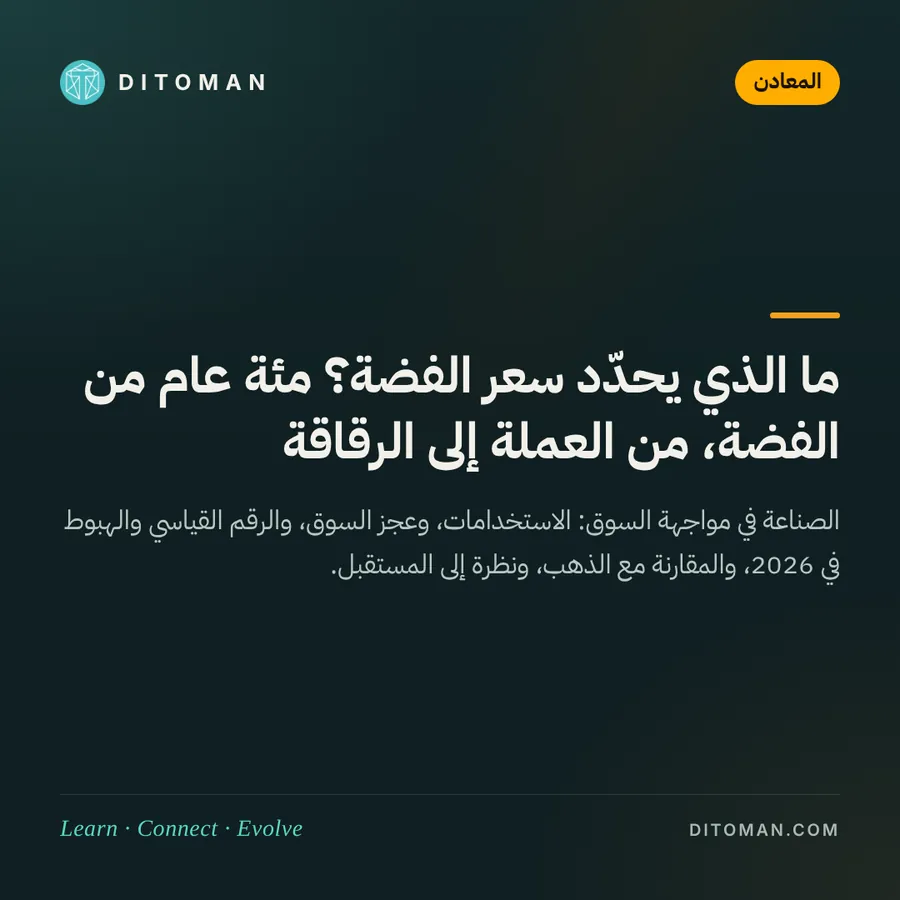 DITOMAN
المعادن
ما الذي يحدّد سعر الفضة؟ مئة عام من
الفضة، من العملة إلى الرقاقة
الصناعة في مواجهة السوق: الاستخدامات، وعجز السوق، والرقم القياسي والهبوط
في 2026، والمقارنة مع الذهب، ونظرة إلى المستقبل.
Learn · Connect · Evolve
DITOMAN.COM